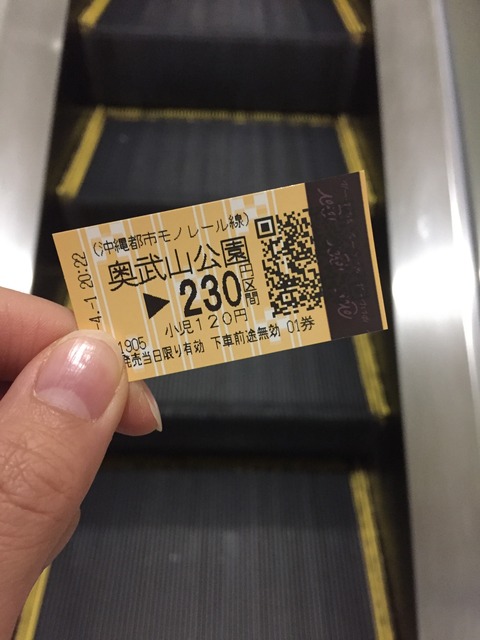 (沖縄都市モノレール線)
奥武山公園
▶230円区間
小児120円
-4.-1 20:22
1905
発売当日限り有効 下車前途無効 01券